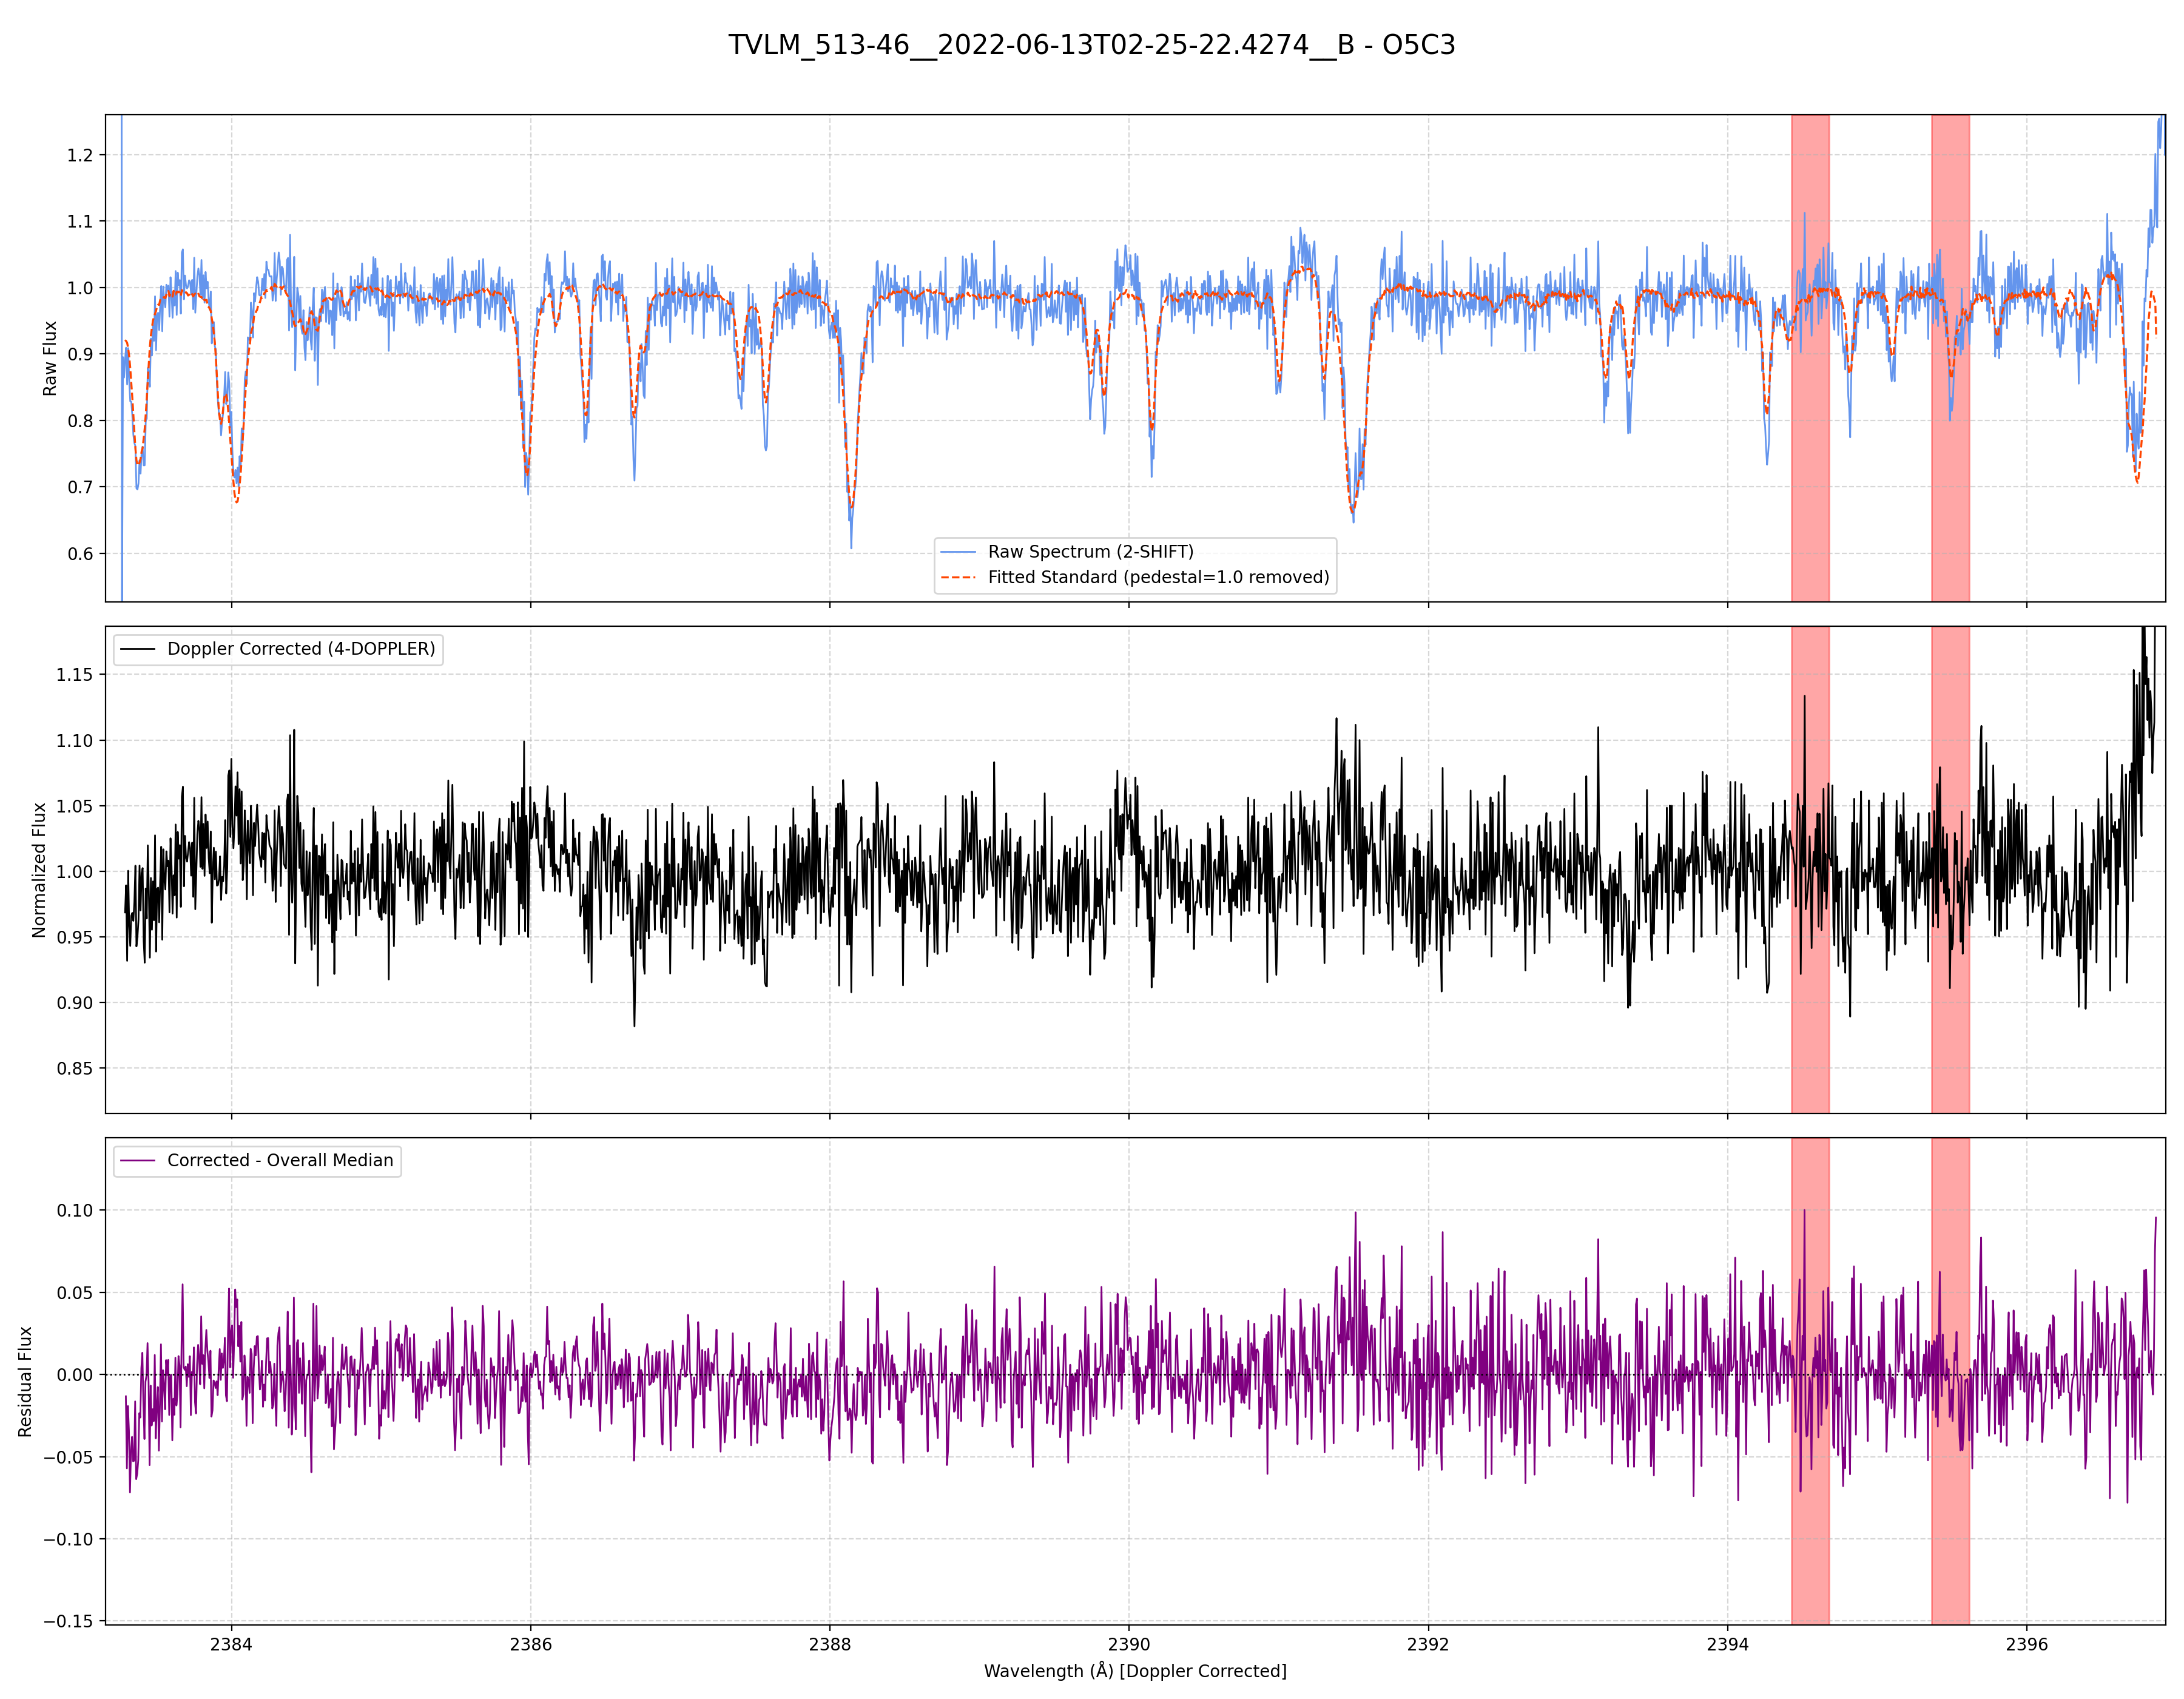 TVLM_513-46__2022-06-13T02-25-22.4274__B - O5C3
1.2
1.1
1.0
0.9
0.8
0.7
0.6
Raw Flux
Raw Spectrum (2-SHIFT)
Fitted Standard (pedestal=1.0 removed)
Doppler Corrected (4-DOPPLER)
1.15
1.10
1.05
1.00
0.95
0.90
0.85
Normalized Flux
Corrected - Overall Median
0.10
0.05
0.00
−0.05
−0.10
−0.15
Residual Flux
2384 2386 2388 2390 2392 2394 2396
Wavelength (Å) [Doppler Corrected]